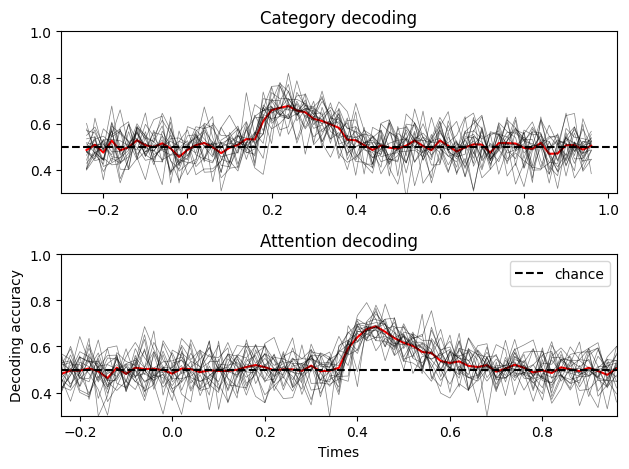 Category decoding
1.0
0.8
0.6
0.4
−0.2 0.0 0.2 0.4 0.6 0.8 1.0
Attention decoding
Decoding accuracy
1.0
0.8
0.6
0.4
chance
−0.2 0.0 0.2 0.4 0.6 0.8
Times